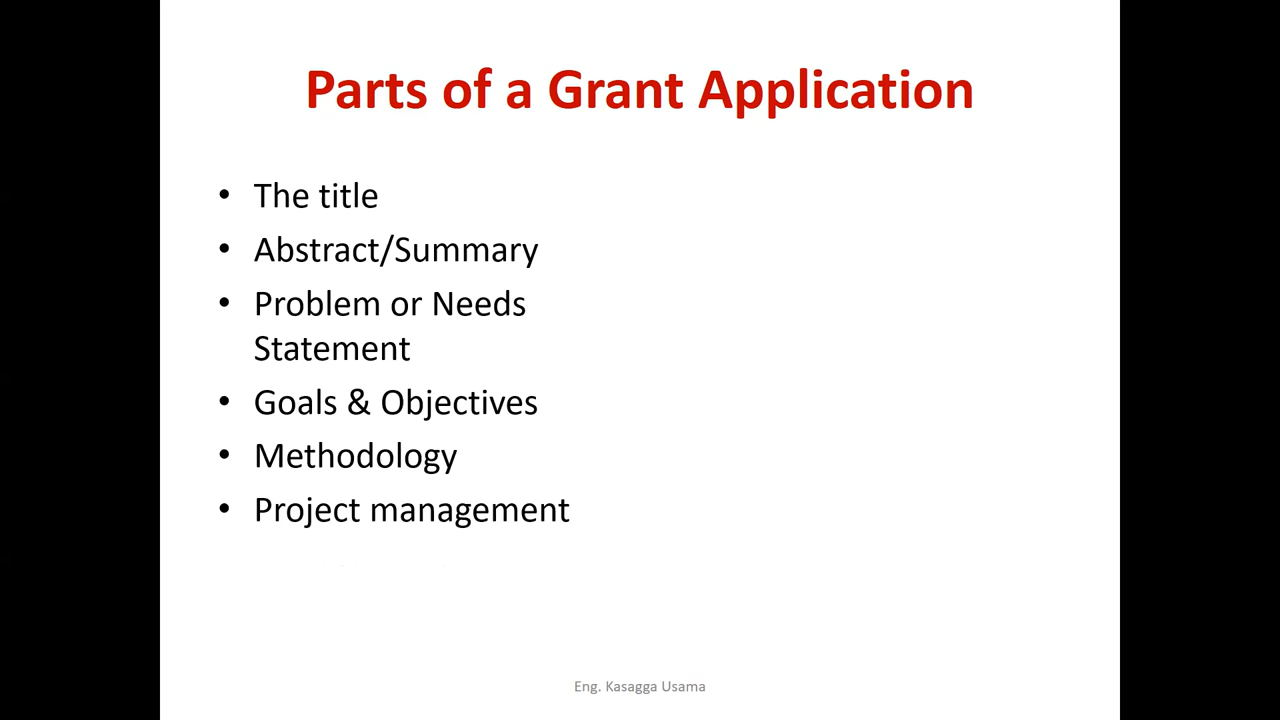 Parts of a Grant Application
• The title
• Abstract/Summary
• Problem or Needs
Statement
• Goals & Objectives
• Methodology
• Project management
Eng. Kasagga Usama